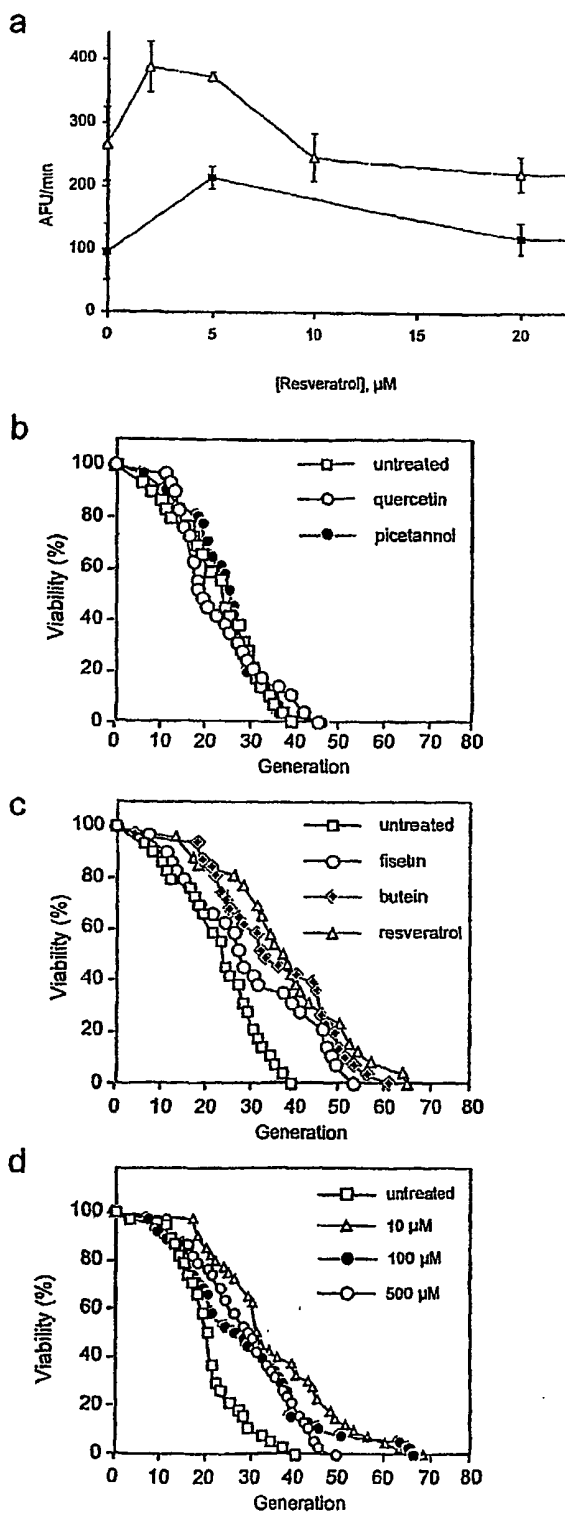 a
400
300
200
100
0
AFU/min
0 5 10 20
[Resveratrol], µM
b
100
80
60
40
20
0
Viability (%)
untreated
quercetin
picetannol
0 10 20 30 40 50 60 70 80
Generation
c
100
80
60
40
20
0
Viability (%)
untreated
fisetin
butein
resveratrol
0 10 20 30 40 50 60 70 80
Generation
d
100
80
60
40
20
0
Viability (%)
untreated
10 µM
100 µM
500 µM
0 10 20 30 40 50 60 70 80
Generation